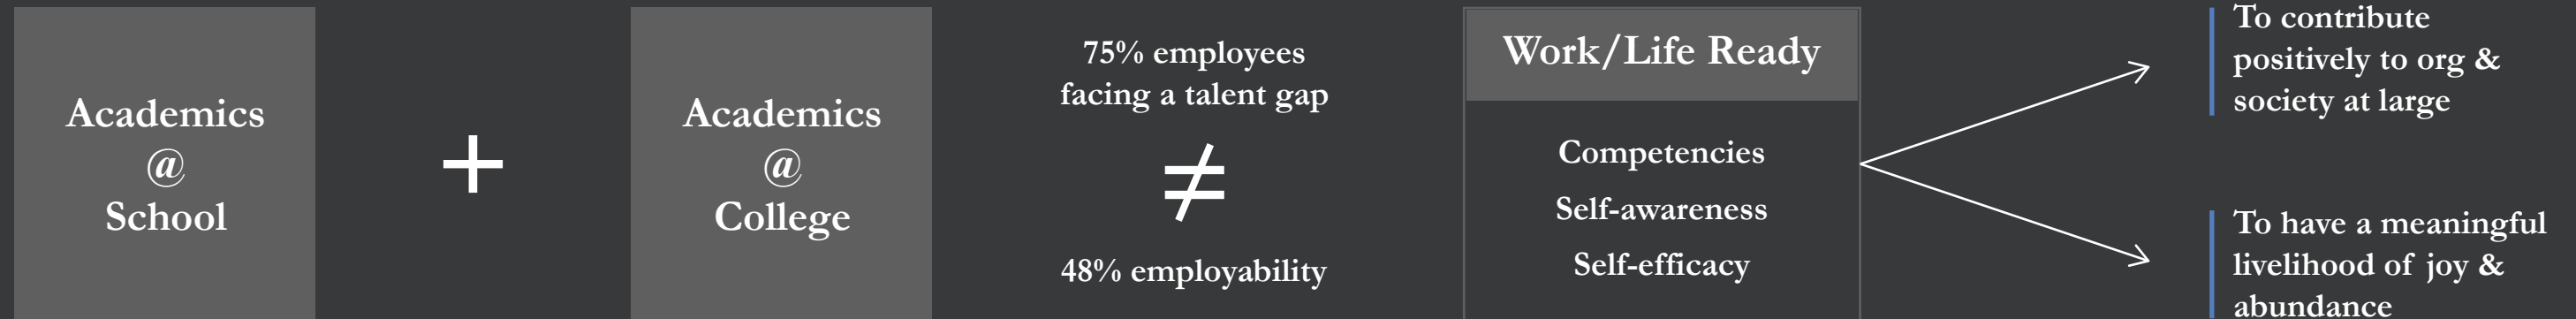 Academics
@
School
+
Academics
@
College
75% employees
facing a talent gap
≠
48% employability
Work/Life Ready
Competencies
Self-awareness
Self-efficacy
To contribute
positively to org &
society at large
To have a meaningful
livelihood of joy &
abundance